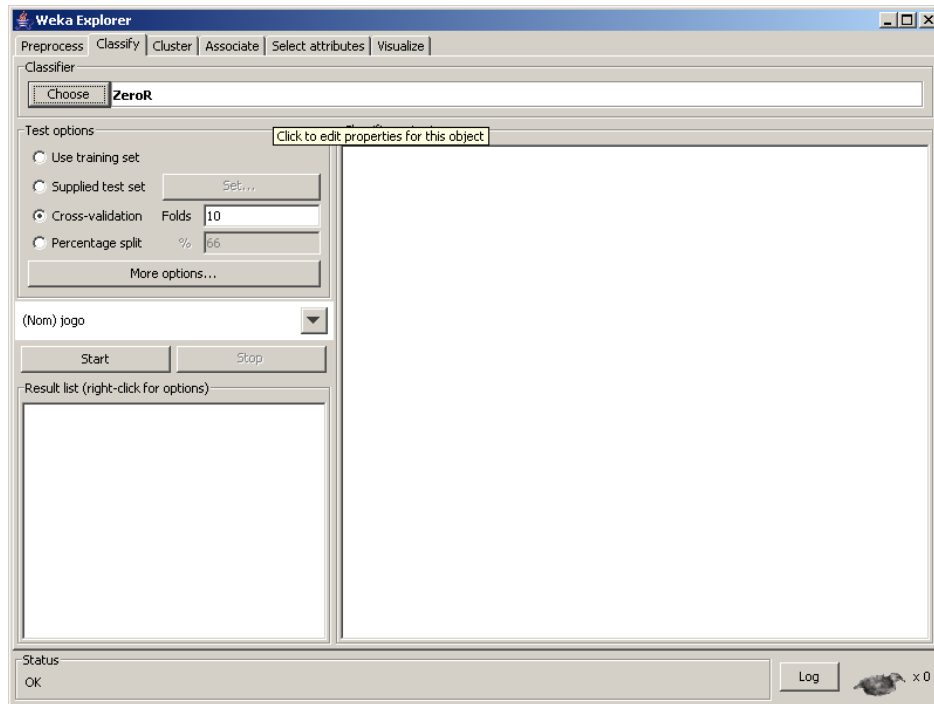 Weka Explorer
Preprocess Classify Cluster Associate Select attributes Visualize
Classifier
Choose ZeroR
Test options
Click to edit properties for this object
Use training set
Supplied test set Set...
Cross-validation Folds 10
Percentage split % 66
More options...
(Nom) jogo
Start Stop
Result list (right-click for options)
Status
OK
Log x 0